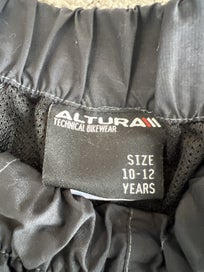 ALTURA
TECHNICAL BIKEWEAR
SIZE
10-12
YEARS